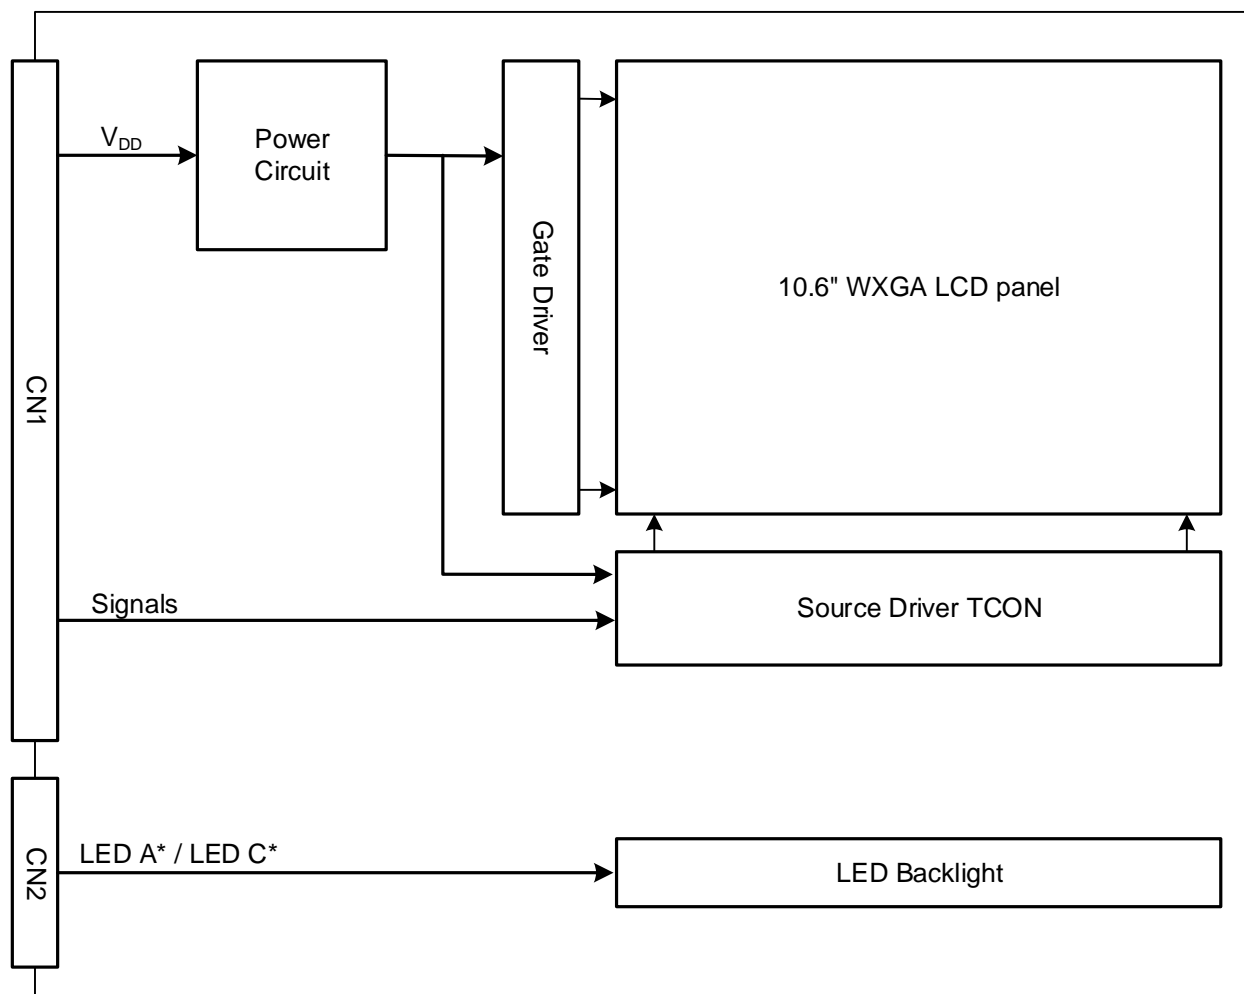 V_DD
Power
Circuit
Gate Driver
10.6" WXGA LCD panel
CN1
Signals
Source Driver TCON
LED A* / LED C*
CN2
LED Backlight